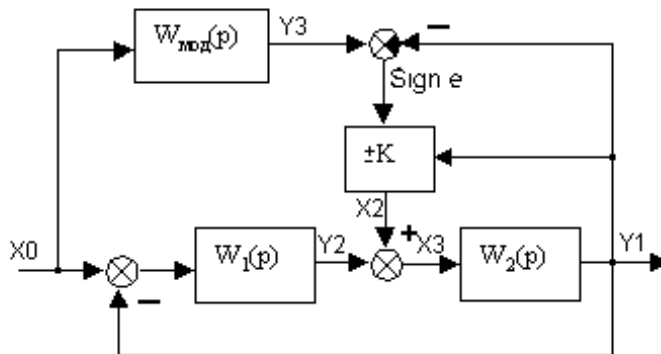 Wмод(p)
Y3
−
Sign e
±K
X2
X0
W1(p)
Y2
+
X3
W2(p)
Y1
−